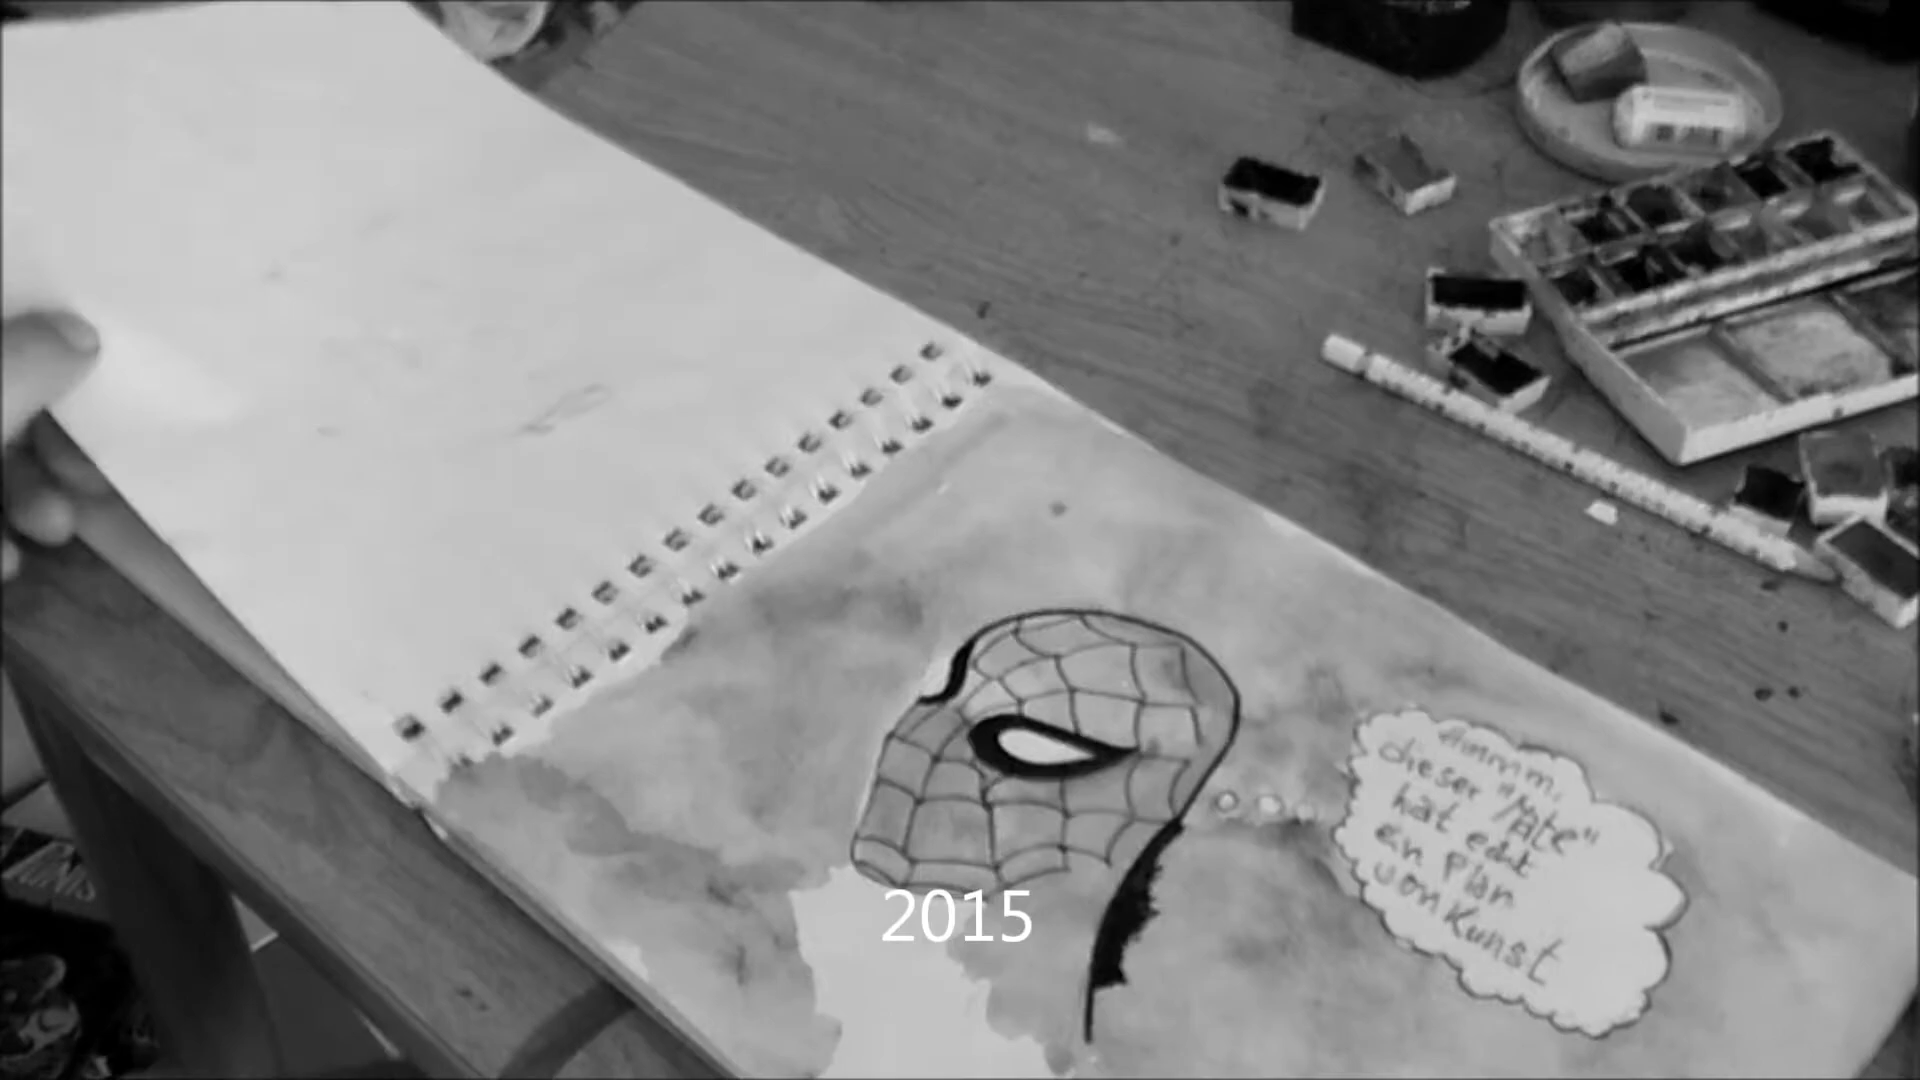 Hmmm,
dieser "Mate"
hat echt
ein plan
von Kunst
2015